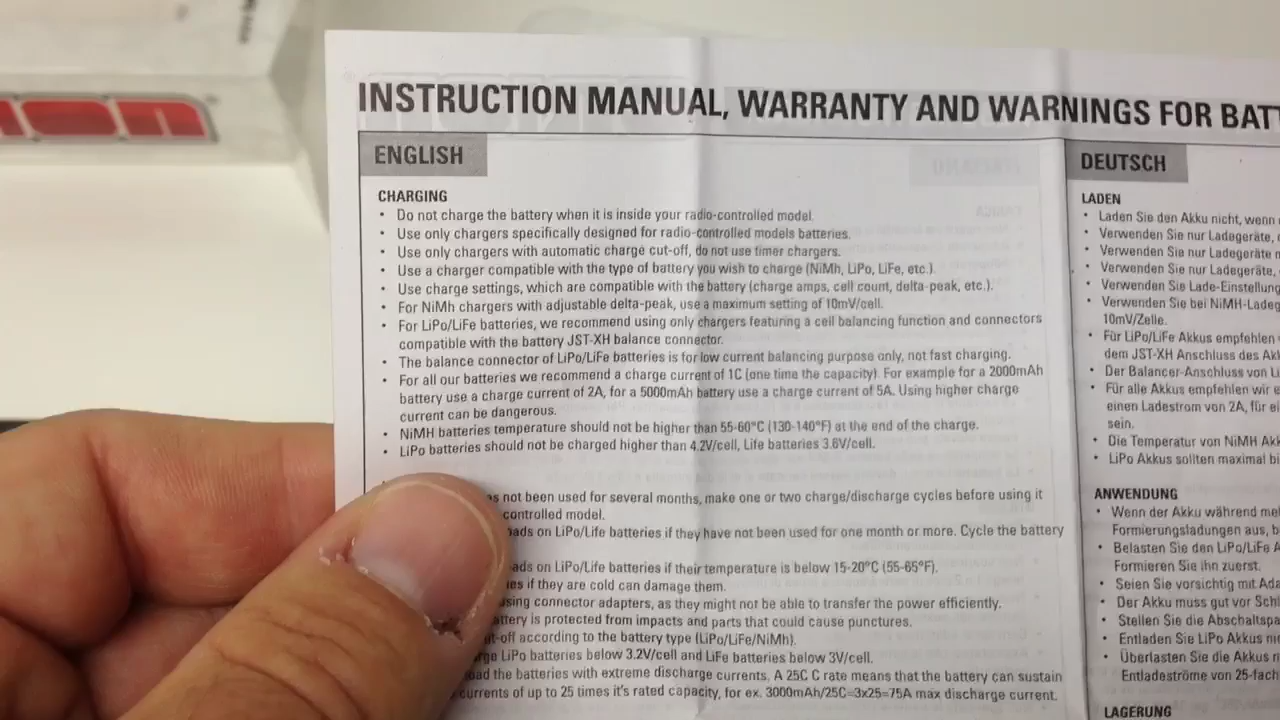 INSTRUCTION MANUAL, WARRANTY AND WARNINGS FOR BATT
ENGLISH
CHARGING
• Do not charge the battery when it is inside your radio-controlled model.
• Use only chargers specifically designed for radio-controlled models batteries.
• Use only chargers with automatic charge cut-off, do not use timer chargers.
• Use a charger compatible with the type of battery you wish to charge (NiMh, LiPo, LiFe, etc.).
• Use charge settings, which are compatible with the battery (charge amps, cell count, delta-peak, etc.).
• For NiMh chargers with adjustable delta-peak, use a maximum setting of 10mV/cell.
• For LiPo/LiFe batteries, we recommend using only chargers featuring a cell balancing function and connectors
compatible with the battery JST-XH balance connector.
• The balance connector of LiPo/LiFe batteries is for low current balancing purpose only, not fast charging.
• For all our batteries we recommend a charge current of 1C (one time the capacity). For example for a 2000mAh
battery use a charge current of 2A, for a 5000mAh battery use a charge current of 5A. Using higher charge
current can be dangerous.
• NiMH batteries temperature should not be higher than 55-60°C (130-140°F) at the end of the charge.
• LiPo batteries should not be charged higher than 4.2V/cell, Life batteries 3.6V/cell.
as not been used for several months, make one or two charge/discharge cycles before using it
controlled model.
oads on LiPo/Life batteries if they have not been used for one month or more. Cycle the battery
ads on LiPo/Life batteries if their temperature is below 15-20°C (55-65°F).
es if they are cold can damage them.
using connector adapters, as they might not be able to transfer the power efficiently.
attery is protected from impacts and parts that could cause punctures.
t-off according to the battery type (LiPo/LiFe/NiMh).
rge LiPo batteries below 3.2V/cell and LiFe batteries below 3V/cell.
oad the batteries with extreme discharge currents. A 25C C rate means that the battery can sustain
currents of up to 25 times it's rated capacity, for ex. 3000mAh/25C=3x25=75A max discharge current.
DEUTSCH
LADEN
• Laden Sie den Akku nicht, wenn
• Verwenden Sie nur Ladegeräte,
• Verwenden Sie nur Ladegeräte
• Verwenden Sie nur Ladegeräte,
• Verwenden Sie Lade-Einstellung
• Verwenden Sie bei NiMH-Lade
10mV/Zelle.
• Für LiPo/LiFe Akkus empfehlen
dem JST-XH Anschluss des Ak
• Der Balancer-Anschluss von Li
• Für alle Akkus empfehlen wir e
einen Ladestrom von 2A, für ei
sein.
• Die Temperatur von NiMH Akk
• LiPo Akkus sollten maximal bi
ANWENDUNG
• Wenn der Akku während me
Formierungsladungen aus, b
• Belasten Sie den LiPo/LiFe A
Formieren Sie ihn zuerst.
• Seien Sie vorsichtig mit Ada
• Der Akku muss gut vor Schl
• Stellen Sie die Abschaltspa
• Entladen Sie LiPo Akkus ni
• Überlasten Sie die Akkus n
Entladeströme von 25-fach
LAGERUNG